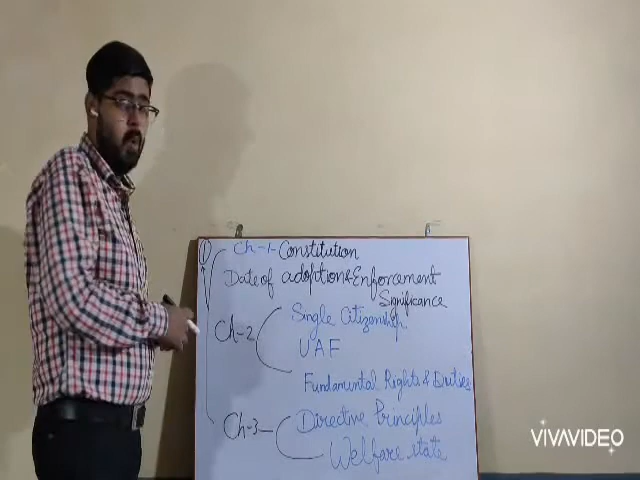 ① Ch-1- Constitution
Date of adoption & Enforcement
Significance
Ch-2
Single Citizenship
UAF
Fundamental Rights & Duties
Ch-3-
Directive Principles
Welfare state
VIVAVIDEO